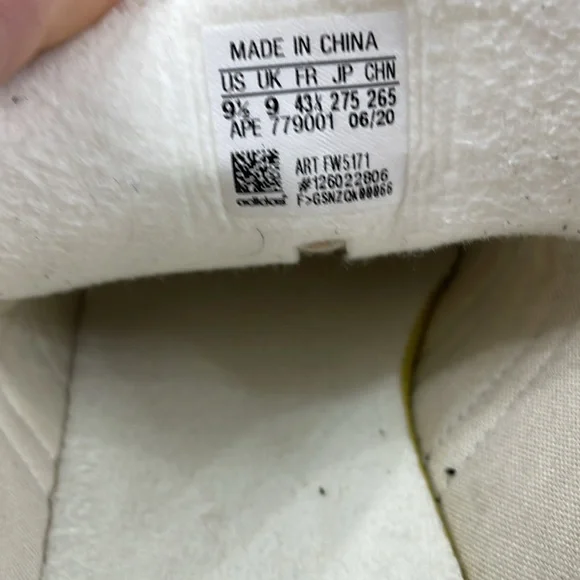 MADE IN CHINA
US UK FR JP CHN
9½ 9 43⅓ 275 265
APE 779001 06/20
ART FW5171
#126022806
F>GSNZQK00066
adidas